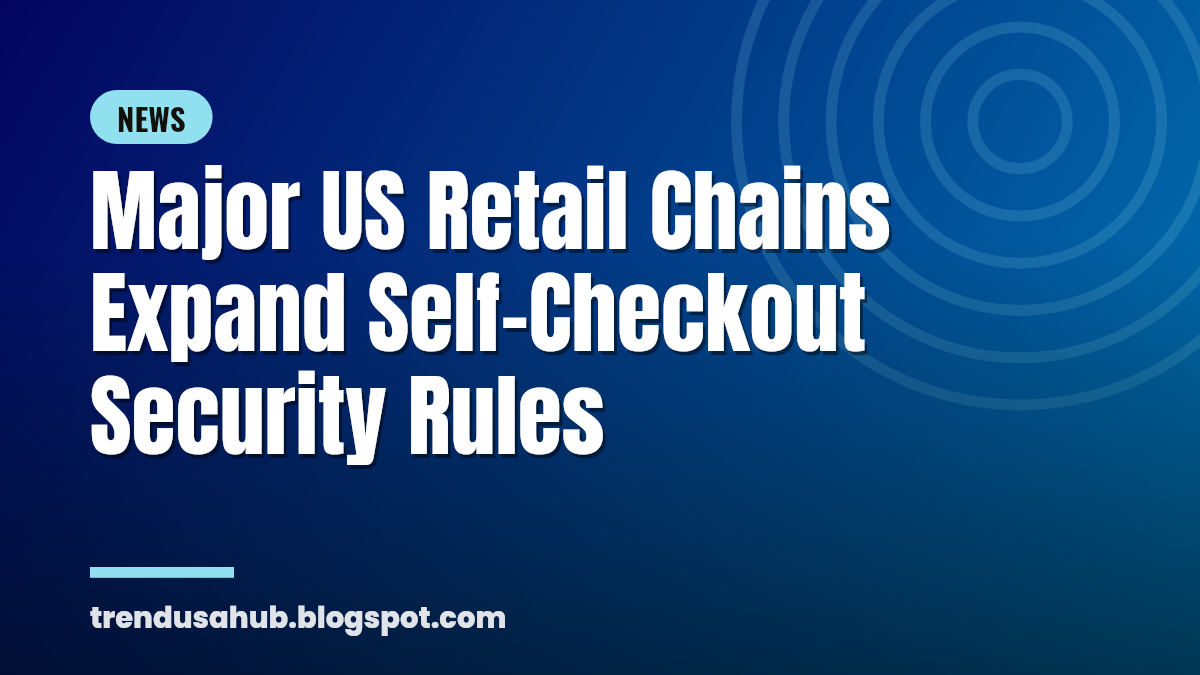 NEWS
Major US Retail Chains
Expand Self-Checkout
Security Rules
trendusahub.blogspot.com